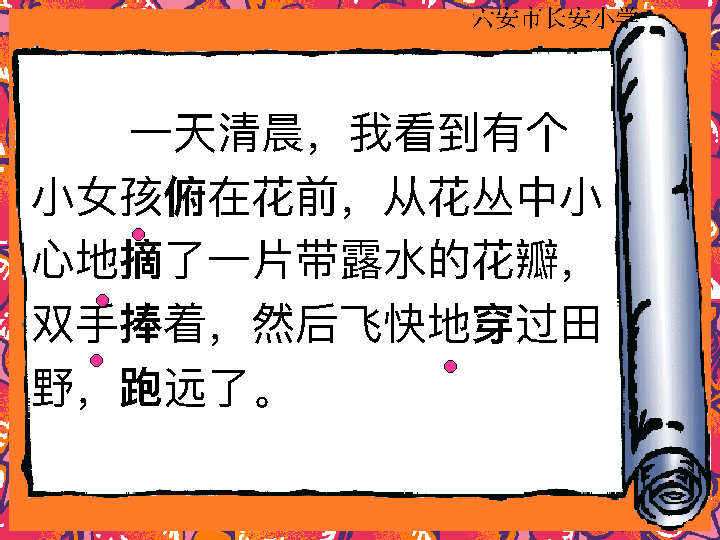 六安市长安小学
一天清晨，我看到有个
小女孩俯在花前，从花丛中小
心地摘了一片带露水的花瓣，
双手捧着，然后飞快地穿过田
野，跑远了。